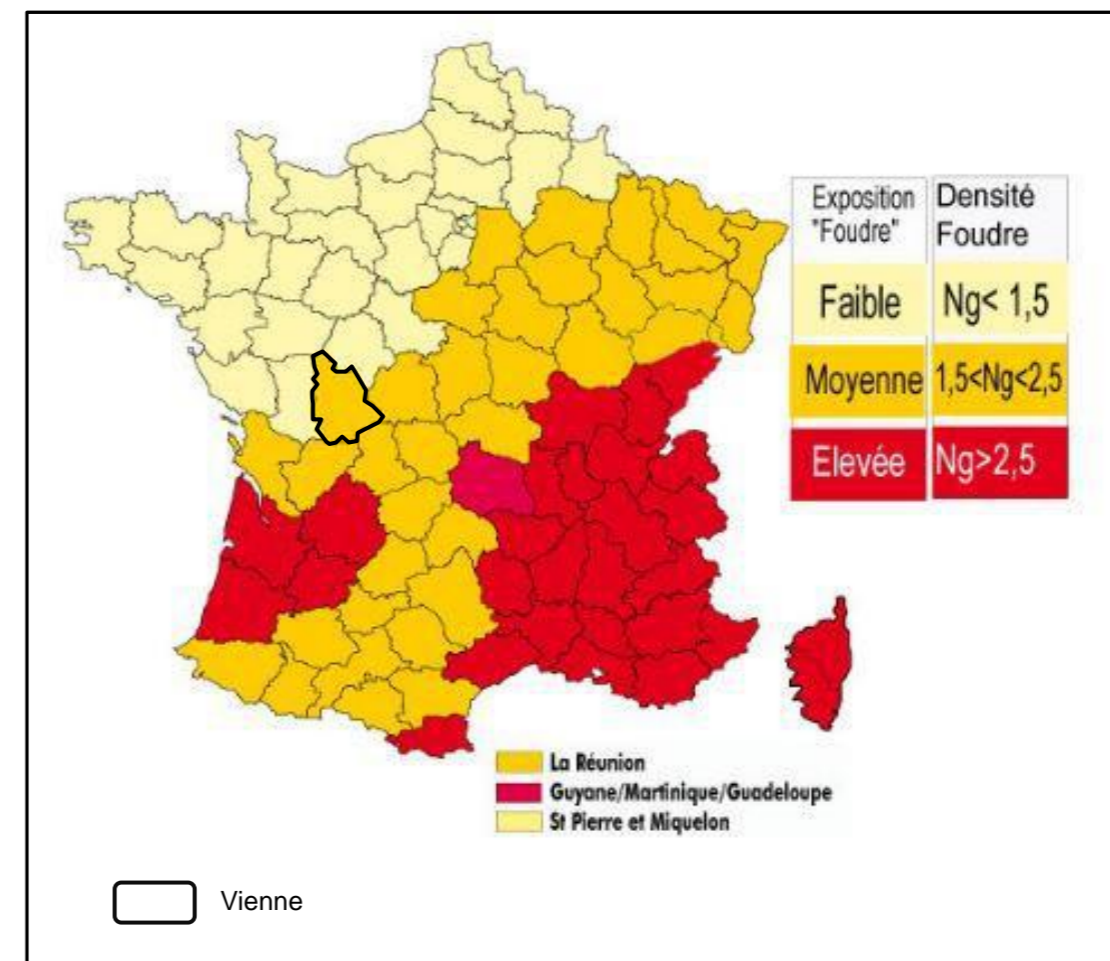 Exposition
"Foudre"
Densité
Foudre
Faible
Ng< 1,5
Moyenne
1,5<Ng<2,5
Elevée
Ng>2,5
La Réunion
Guyane/Martinique/Guadeloupe
St Pierre et Miquelon
Vienne